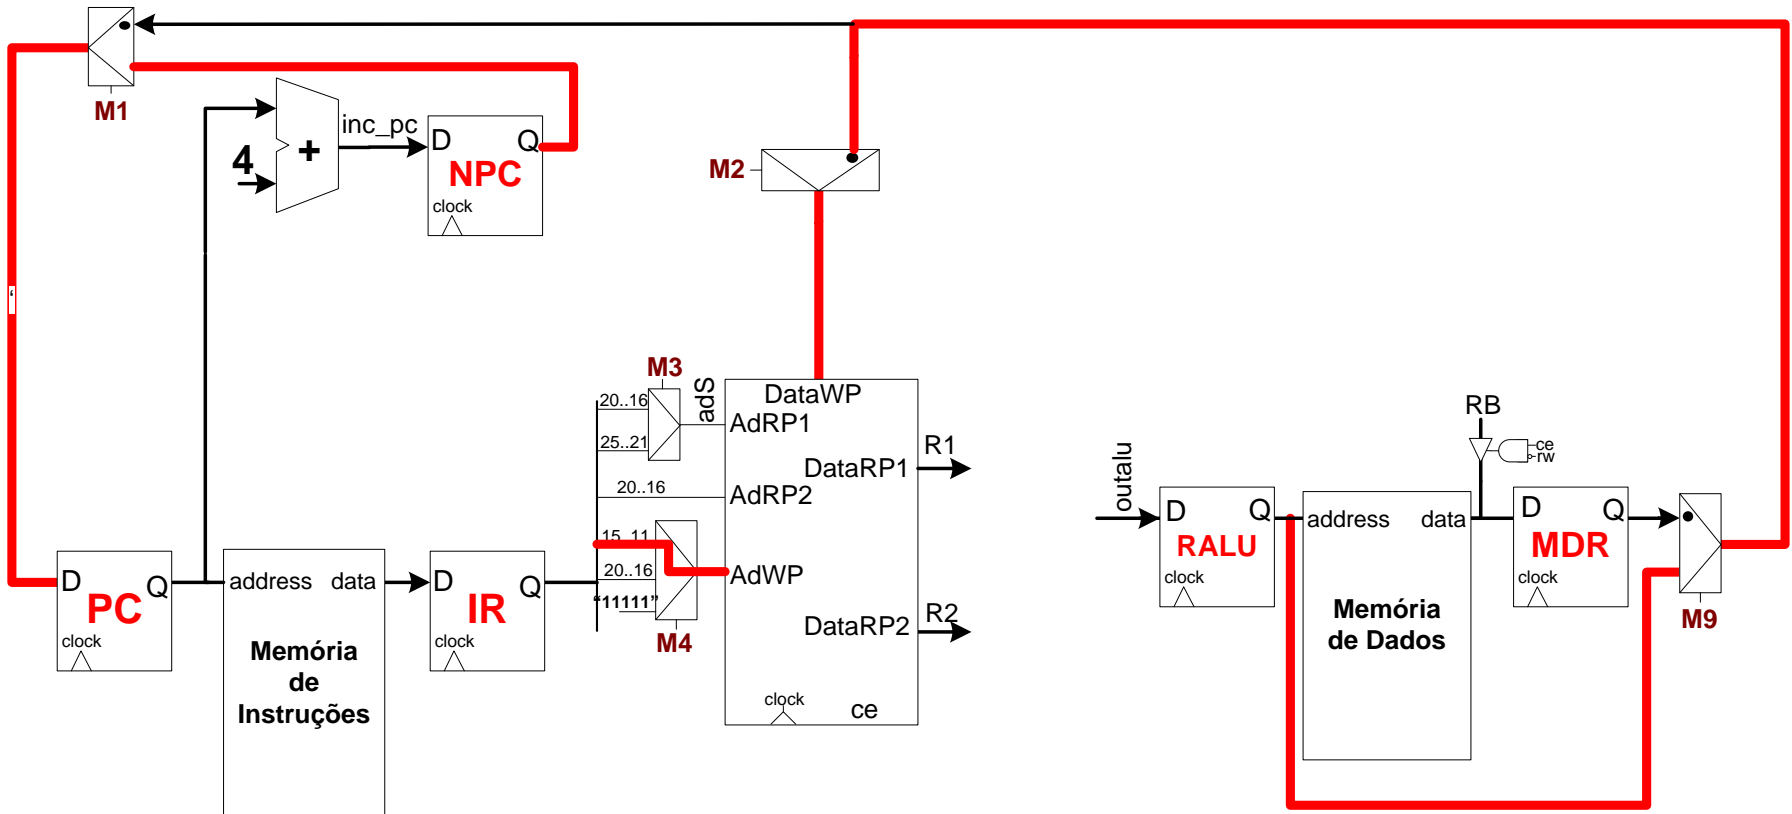 M1
4
+
inc_pc
D
Q
NPC
clock
M2
M3
adS
20..16
25..21
20..16
15..11
20..16
“11111”
M4
DataWP
AdRP1
DataRP1
AdRP2
AdWP
DataRP2
clock
ce
R1
R2
D
Q
PC
clock
address
data
Memória
de
Instruções
D
Q
IR
clock
outalu
D
Q
RALU
clock
address
data
Memória
de Dados
RB
ce
rw
D
Q
MDR
clock
M9